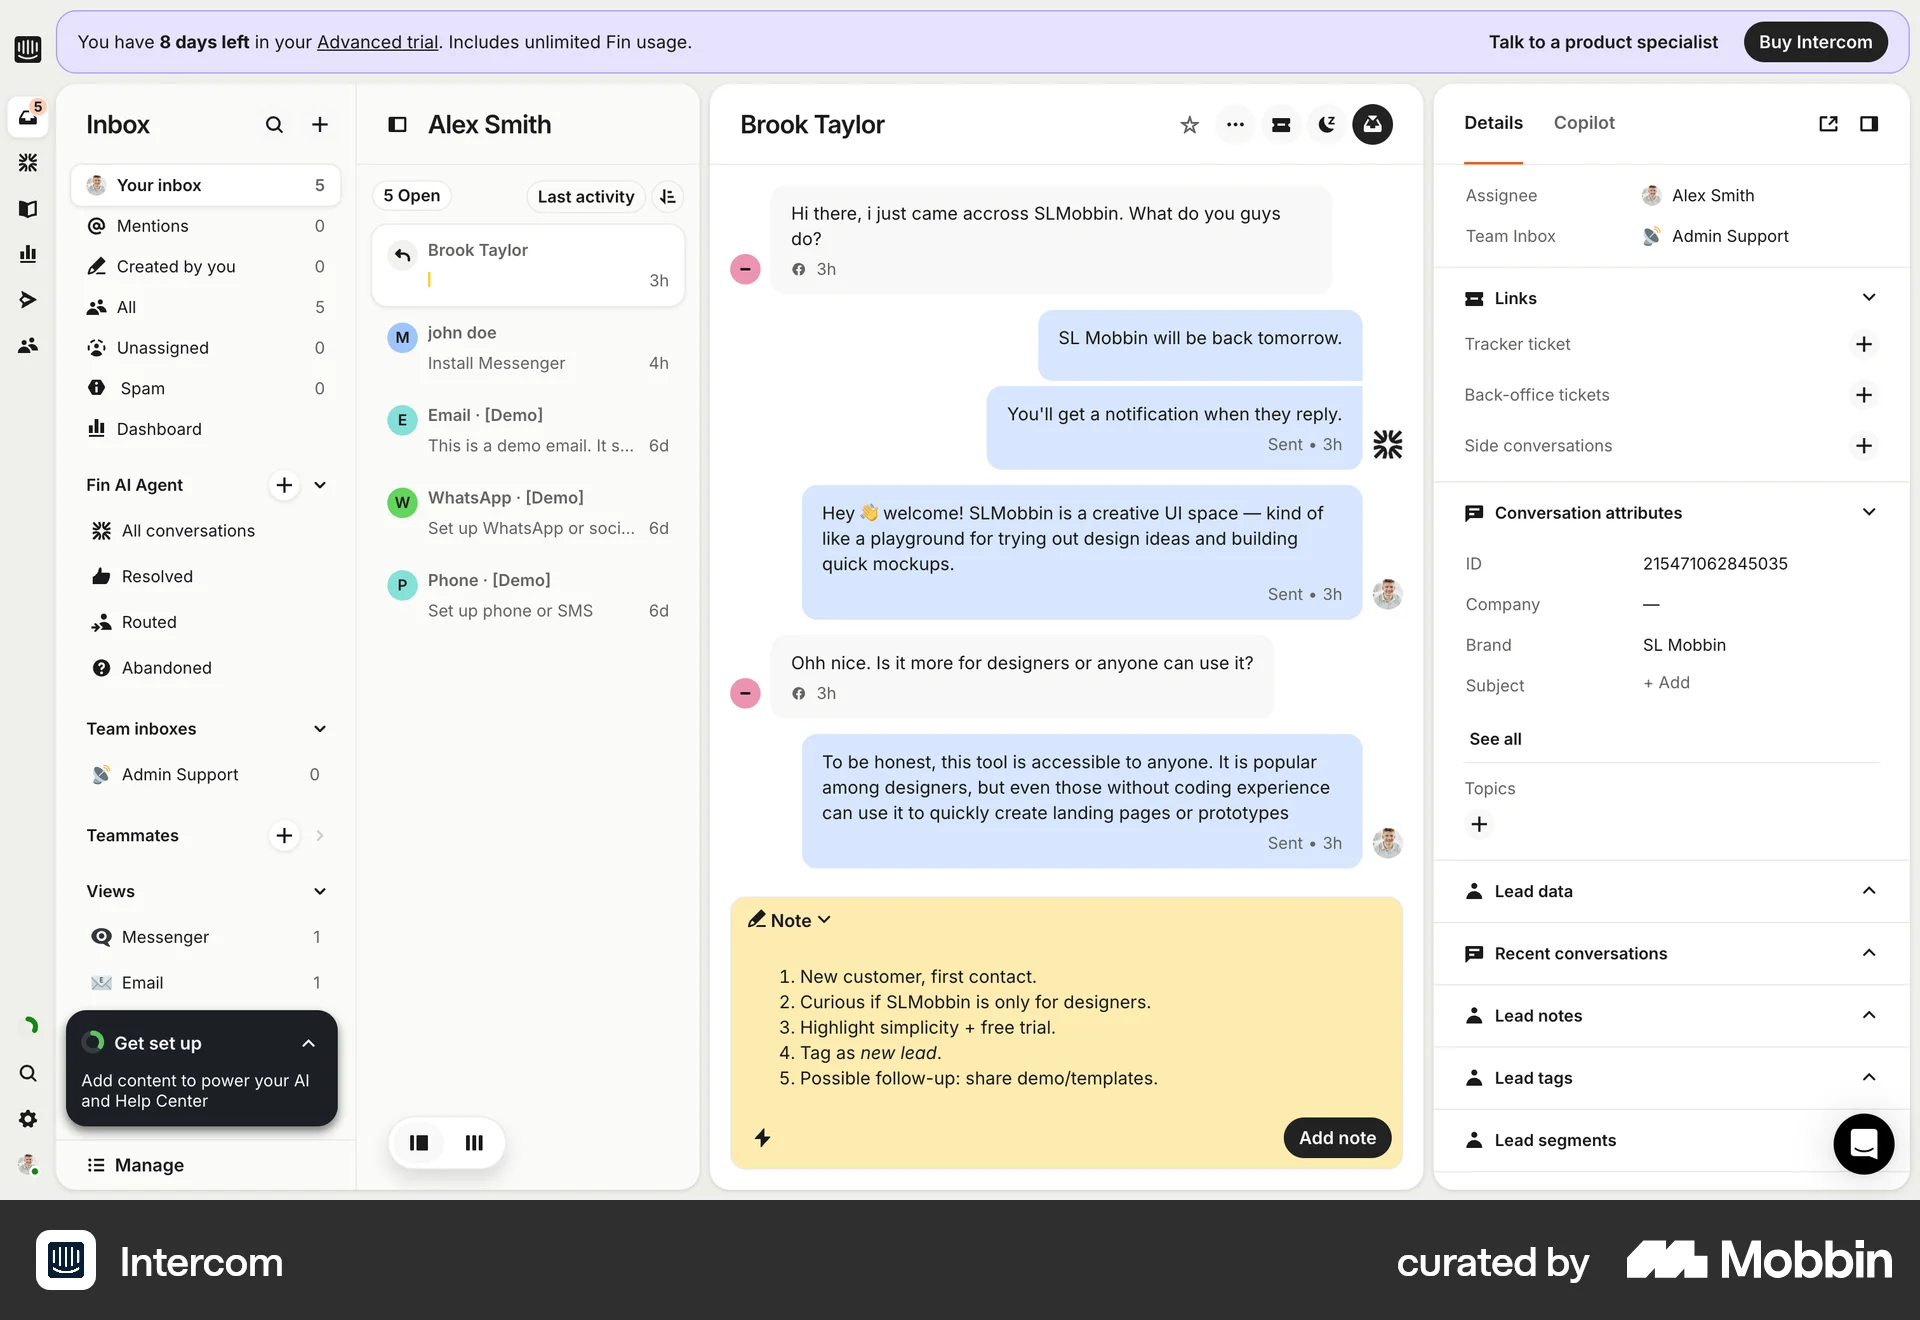 You have 8 days left in your Advanced trial. Includes unlimited Fin usage.
Talk to a product specialist
Buy Intercom
5
Inbox
Your inbox 5
Mentions 0
Created by you 0
All 5
Unassigned 0
Spam 0
Dashboard
Fin AI Agent
All conversations
Resolved
Routed
Abandoned
Team inboxes
Admin Support 0
Teammates
Views
Messenger 1
Email 1
Get set up
Add content to power your AI
and Help Center
Manage
Alex Smith
5 Open
Last activity
Brook Taylor
3h
M
john doe
Install Messenger 4h
E
Email · [Demo]
This is a demo email. It s... 6d
W
WhatsApp · [Demo]
Set up WhatsApp or soci... 6d
P
Phone · [Demo]
Set up phone or SMS 6d
Brook Taylor
Hi there, i just came accross SLMobbin. What do you guys
do?
3h
SL Mobbin will be back tomorrow.
You'll get a notification when they reply.
Sent • 3h
Hey 👋 welcome! SLMobbin is a creative UI space — kind of
like a playground for trying out design ideas and building
quick mockups.
Sent • 3h
Ohh nice. Is it more for designers or anyone can use it?
3h
To be honest, this tool is accessible to anyone. It is popular
among designers, but even those without coding experience
can use it to quickly create landing pages or prototypes
Sent • 3h
Note
1. New customer, first contact.
2. Curious if SLMobbin is only for designers.
3. Highlight simplicity + free trial.
4. Tag as new lead.
5. Possible follow-up: share demo/templates.
Add note
Details
Copilot
Assignee Alex Smith
Team Inbox Admin Support
Links
Tracker ticket
Back-office tickets
Side conversations
Conversation attributes
ID 215471062845035
Company —
Brand SL Mobbin
Subject + Add
See all
Topics
Lead data
Recent conversations
Lead notes
Lead tags
Lead segments
Intercom
curated by
Mobbin